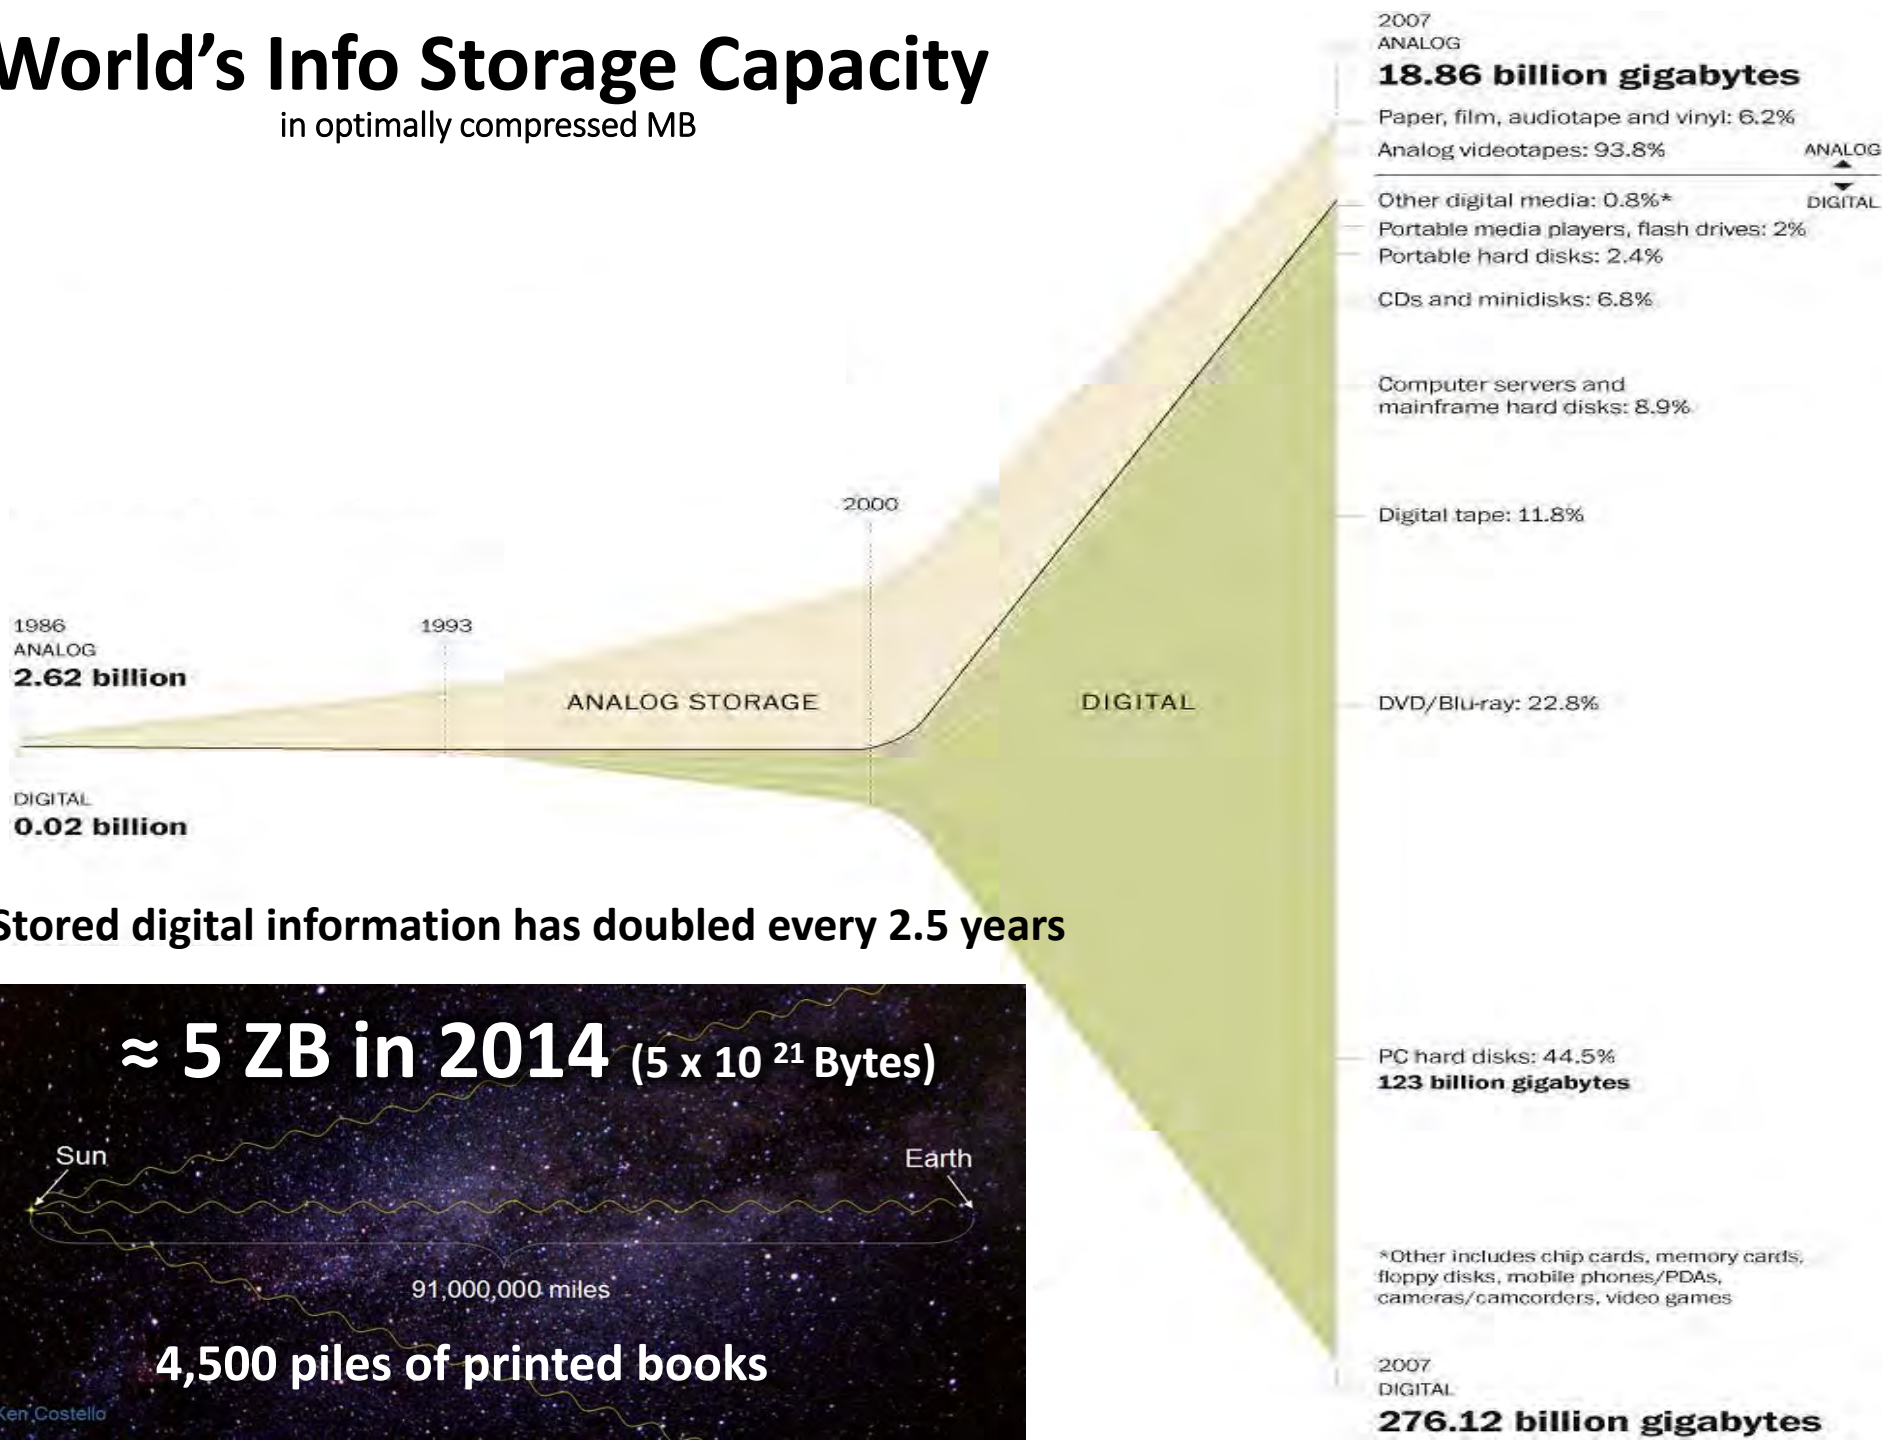 World's Info Storage Capacity
in optimally compressed MB
2007
ANALOG
18.86 billion gigabytes
Paper, film, audiotape and vinyl: 6.2%
Analog videotapes: 93.8%
ANALOG
Other digital media: 0.8%*
DIGITAL
Portable media players, flash drives: 2%
Portable hard disks: 2.4%
CDs and minidisks: 6.8%
Computer servers and
mainframe hard disks: 8.9%
2000
Digital tape: 11.8%
1986
ANALOG
2.62 billion
1993
ANALOG STORAGE
DIGITAL
DVD/Blu-ray: 22.8%
DIGITAL
0.02 billion
Stored digital information has doubled every 2.5 years
≈ 5 ZB in 2014 (5 x 10 21 Bytes)
PC hard disks: 44.5%
123 billion gigabytes
Sun
Earth
91,000,000 miles
4,500 piles of printed books
Ken Costello
*Other includes chip cards, memory cards,
floppy disks, mobile phones/PDAs,
cameras/camcorders, video games
2007
DIGITAL
276.12 billion gigabytes